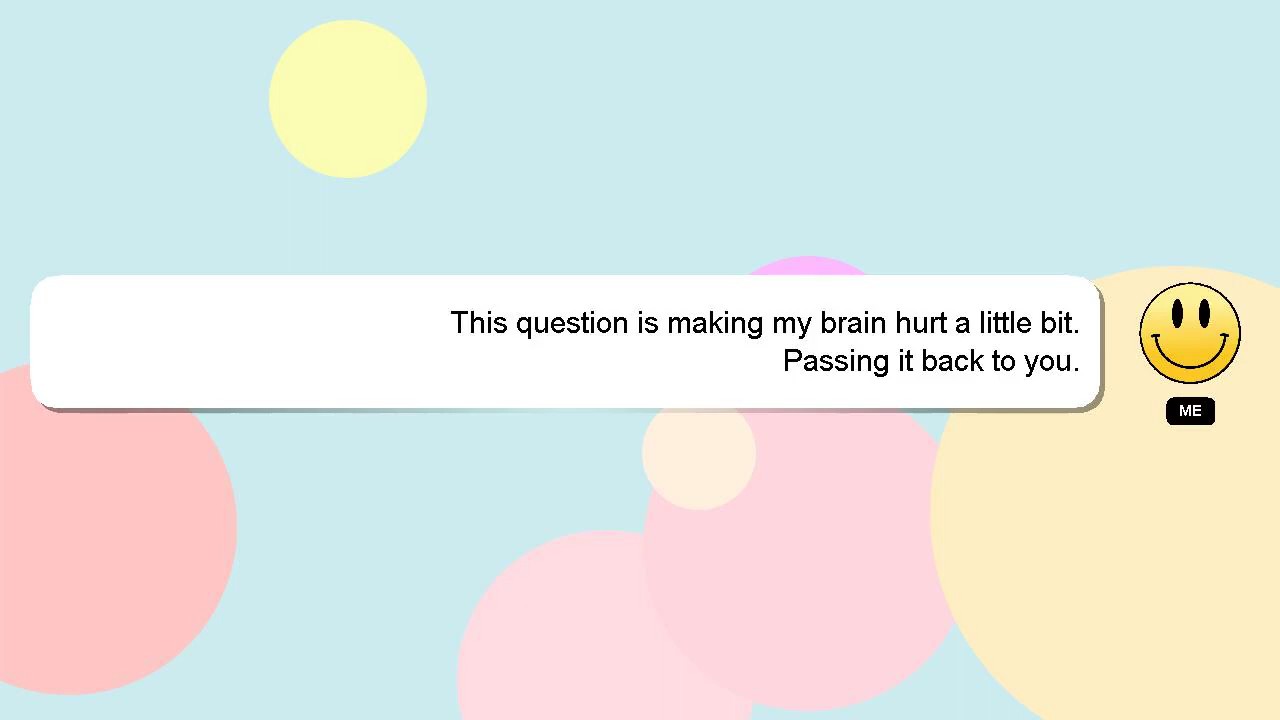 This question is making my brain hurt a little bit.
Passing it back to you.
ME